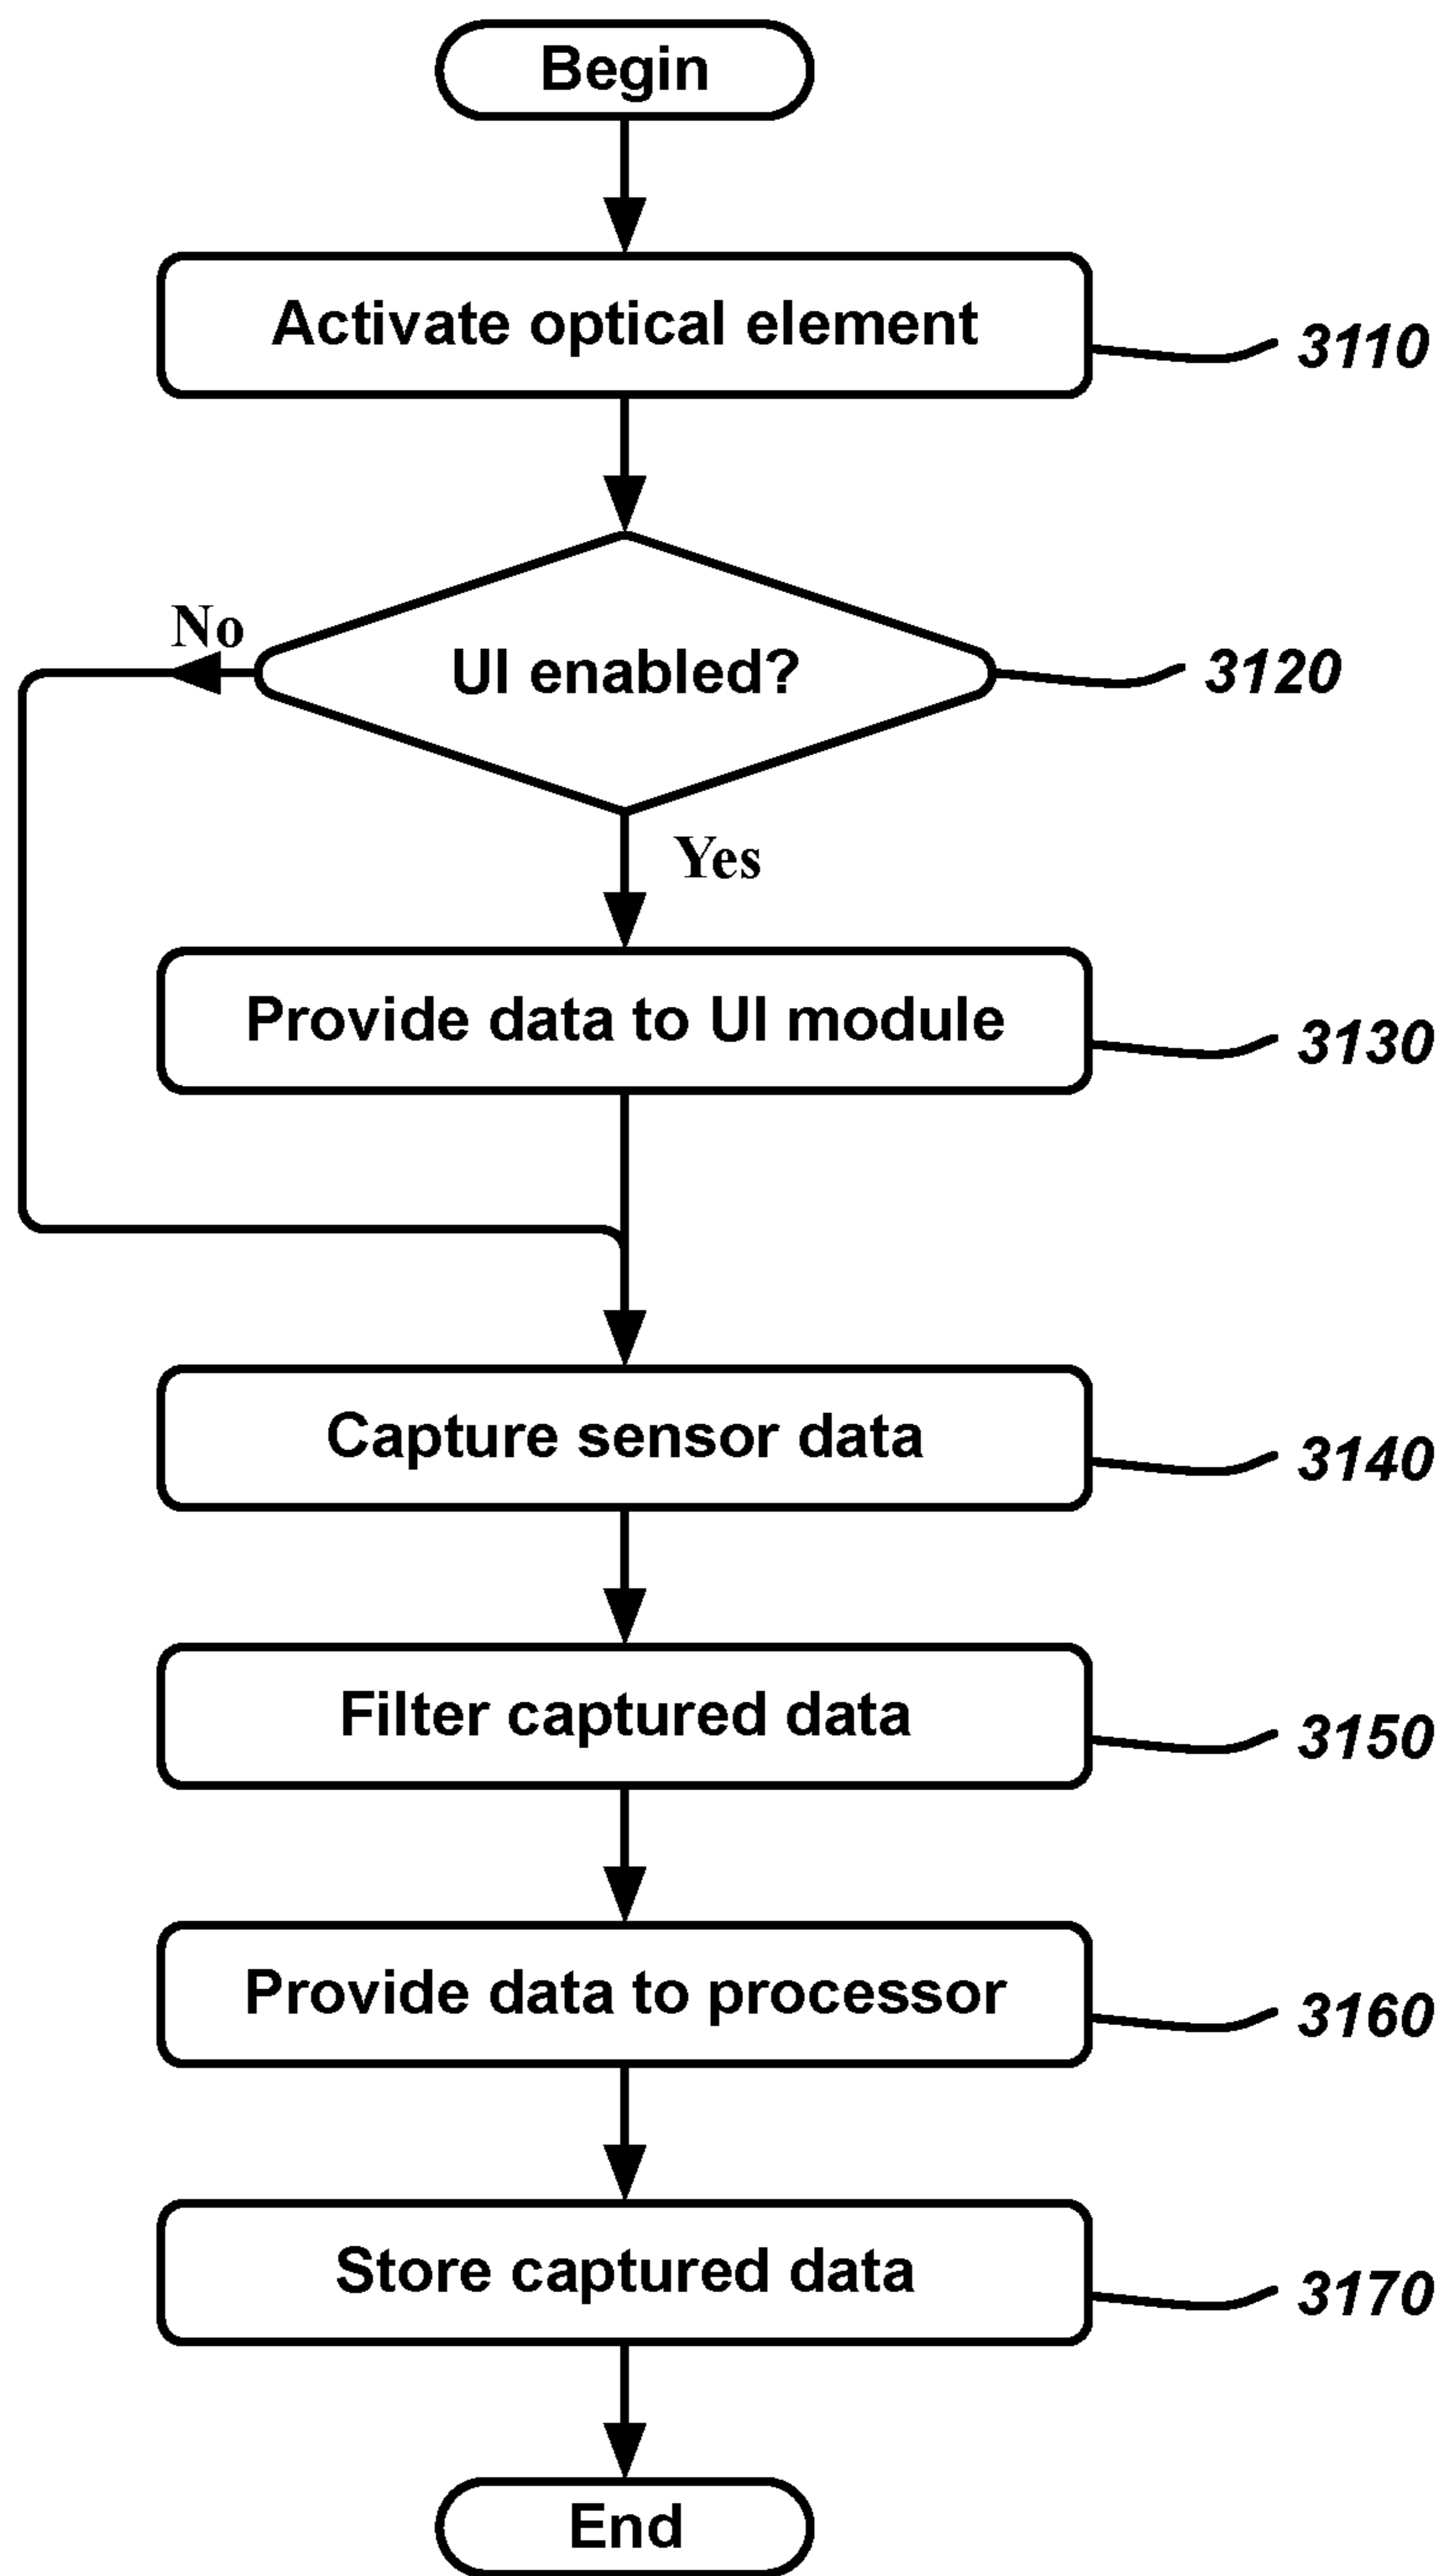 Begin
Activate optical element
3110
No
UI enabled?
3120
Yes
Provide data to UI module
3130
Capture sensor data
3140
Filter captured data
3150
Provide data to processor
3160
Store captured data
3170
End